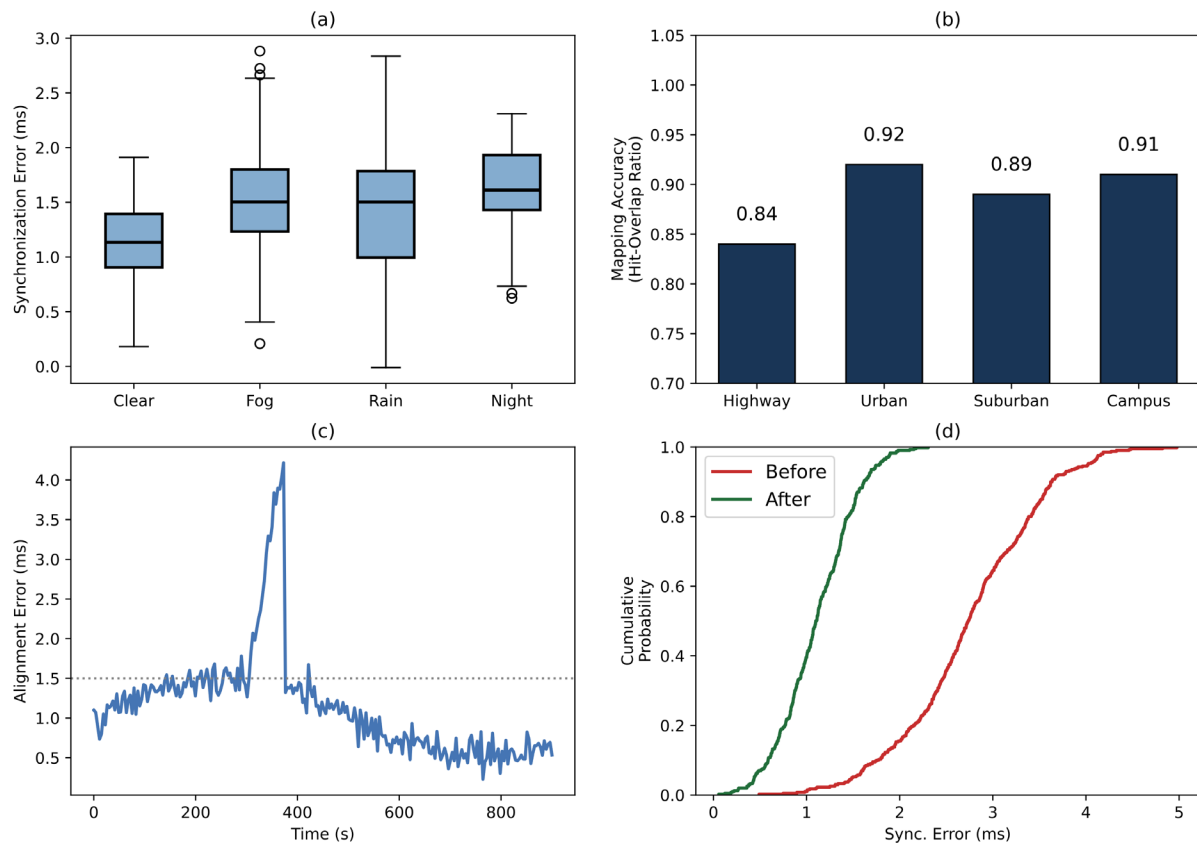 (a)
3.0
2.5
2.0
1.5
1.0
0.5
0.0
Synchronization Error (ms)
Clear Fog Rain Night
(b)
1.05
1.00
0.95
0.90
0.85
0.80
0.75
0.70
Mapping Accuracy
(Hit-Overlap Ratio)
0.84
0.92
0.89
0.91
Highway Urban Suburban Campus
(c)
4.0
3.5
3.0
2.5
2.0
1.5
1.0
0.5
Alignment Error (ms)
0 200 400 600 800
Time (s)
(d)
1.0
0.8
0.6
0.4
0.2
0.0
Cumulative
Probability
Before
After
0 1 2 3 4 5
Sync. Error (ms)